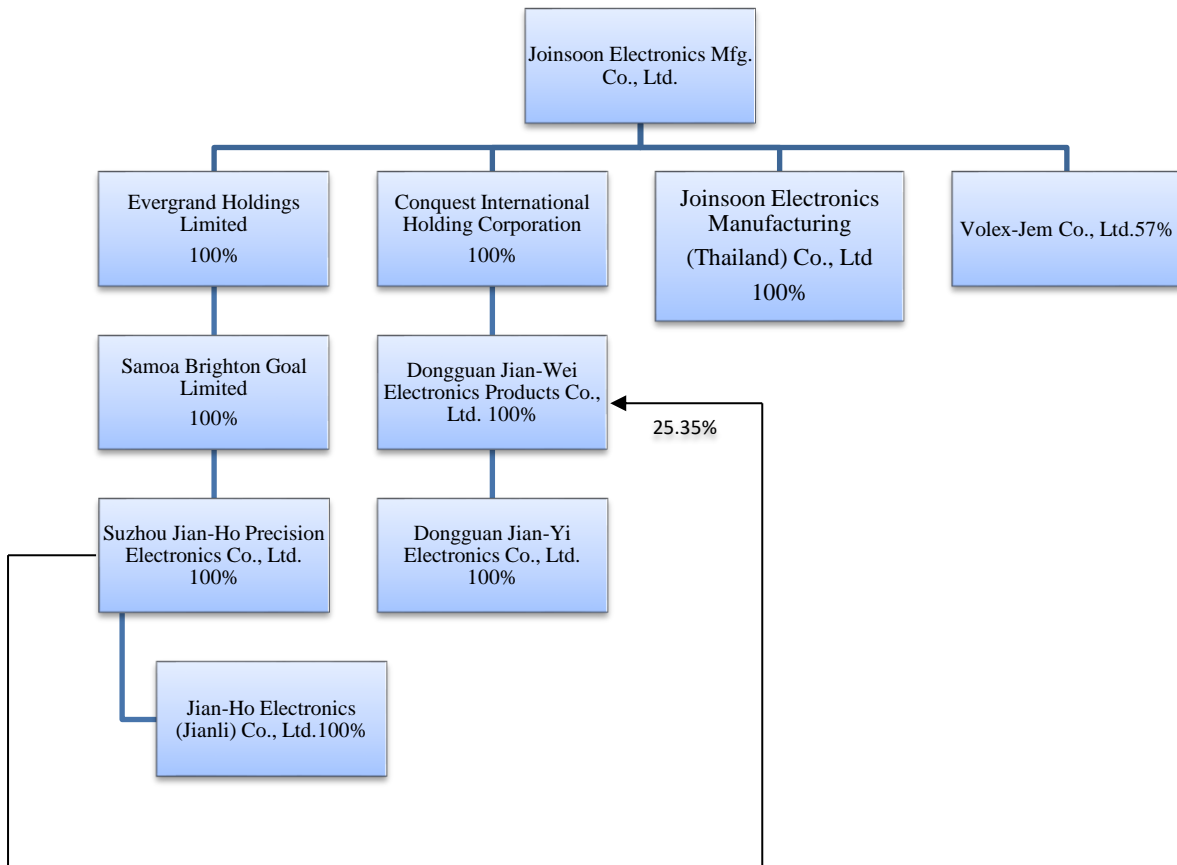 Joinsoon Electronics Mfg.
Co., Ltd.
Evergrand Holdings
Limited
100%
Conquest International
Holding Corporation
100%
Joinsoon Electronics
Manufacturing
(Thailand) Co., Ltd
100%
Volex-Jem Co., Ltd.57%
Samoa Brighton Goal
Limited
100%
Dongguan Jian-Wei
Electronics Products Co.,
Ltd. 100%
25.35%
Suzhou Jian-Ho Precision
Electronics Co., Ltd.
100%
Dongguan Jian-Yi
Electronics Co., Ltd.
100%
Jian-Ho Electronics
(Jianli) Co., Ltd.100%